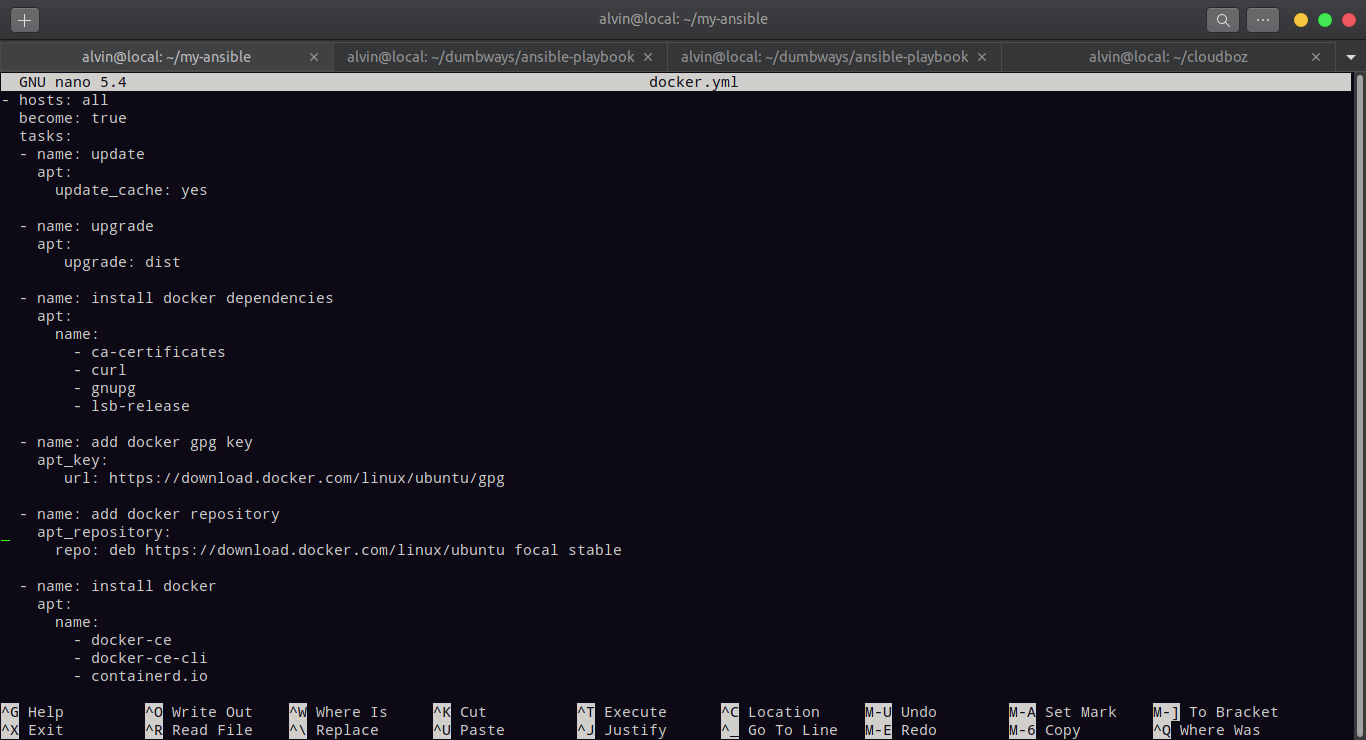 alvin@local: ~/my-ansible
alvin@local: ~/my-ansible × alvin@local: ~/dumbways/ansible-playbook × alvin@local: ~/dumbways/ansible-playbook × alvin@local: ~/cloudboz ×
GNU nano 5.4 docker.yml
- hosts: all
  become: true
  tasks:
  - name: update
    apt:
      update_cache: yes

  - name: upgrade
    apt:
       upgrade: dist

  - name: install docker dependencies
    apt:
      name:
        - ca-certificates
        - curl
        - gnupg
        - lsb-release

  - name: add docker gpg key
    apt_key:
       url: https://download.docker.com/linux/ubuntu/gpg

  - name: add docker repository
    apt_repository:
      repo: deb https://download.docker.com/linux/ubuntu focal stable

  - name: install docker
    apt:
      name:
        - docker-ce
        - docker-ce-cli
        - containerd.io

^G Help ^O Write Out ^W Where Is ^K Cut ^T Execute ^C Location M-U Undo M-A Set Mark M-] To Bracket
^X Exit ^R Read File ^\ Replace ^U Paste ^J Justify ^_ Go To Line M-E Redo M-6 Copy ^Q Where Was